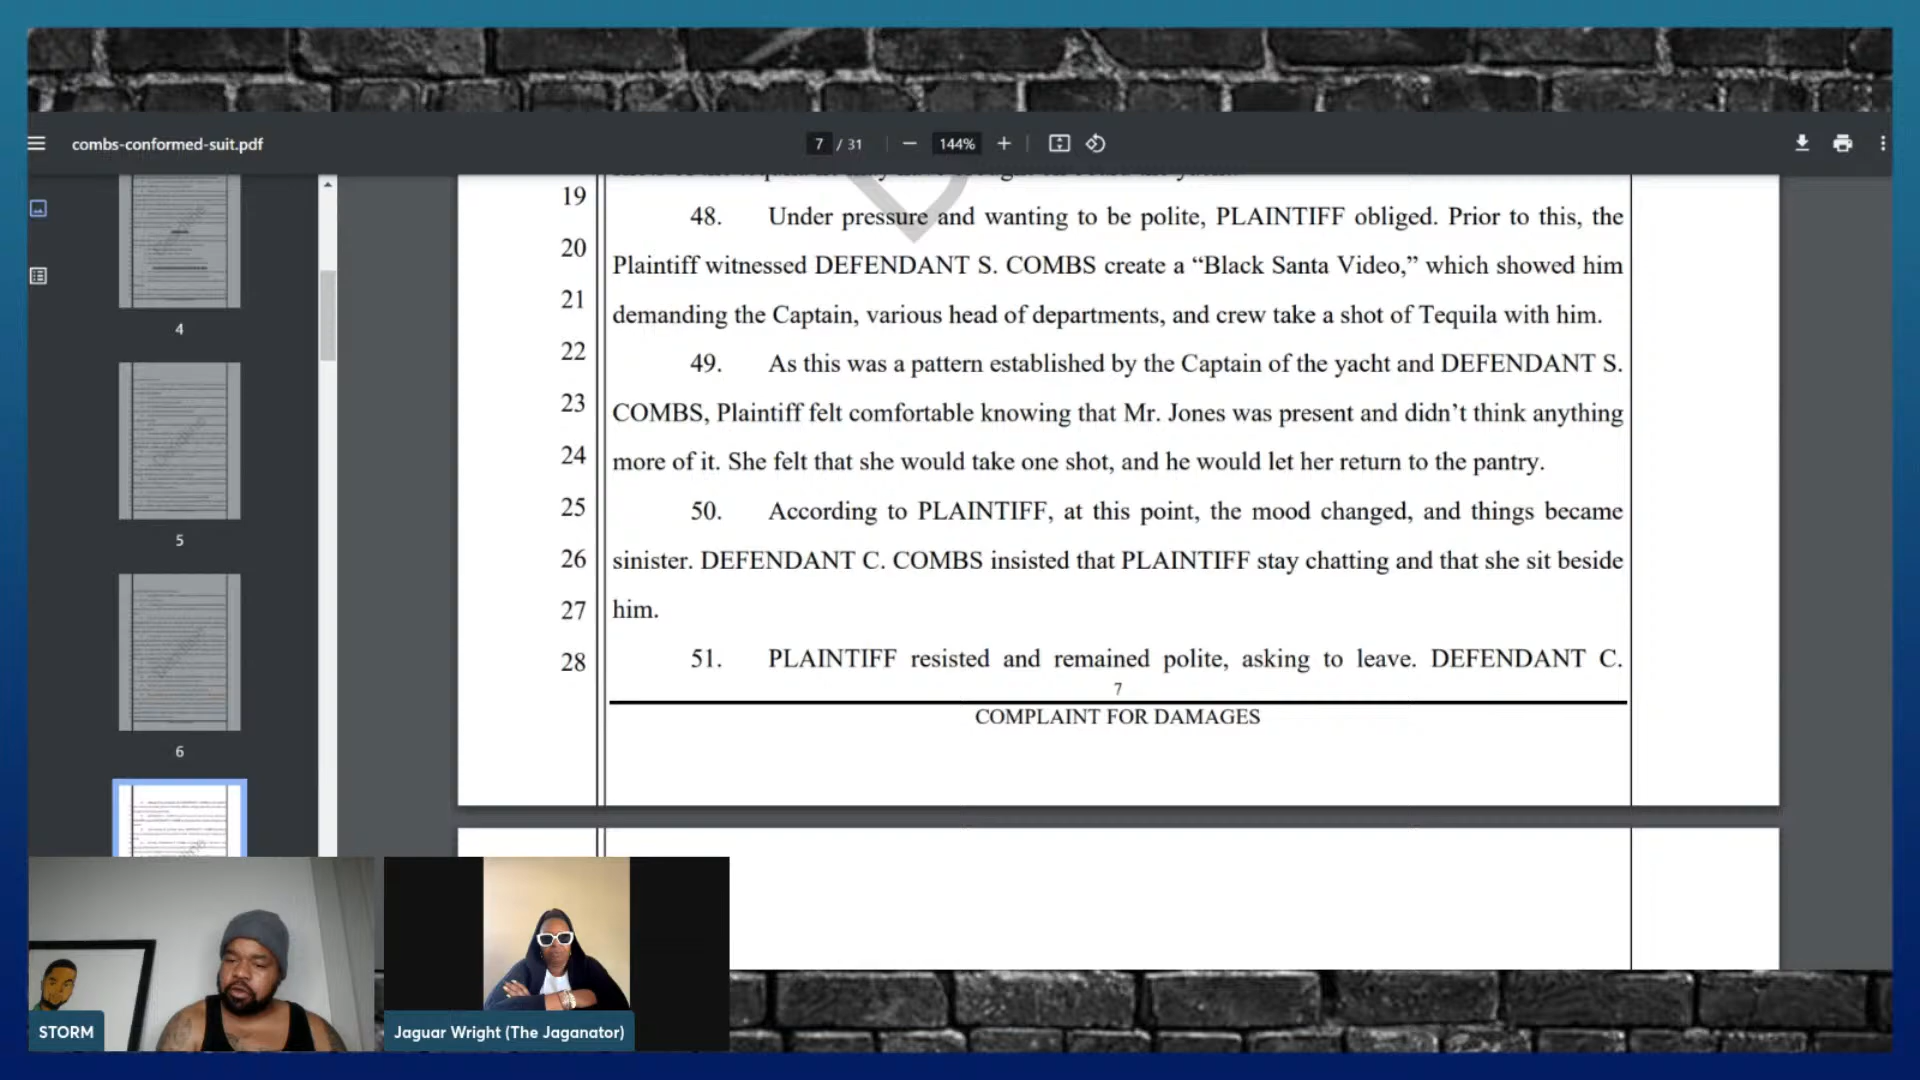 combs-conformed-suit.pdf
7 / 31
144%
19
48. Under pressure and wanting to be polite, PLAINTIFF obliged. Prior to this, the
20
Plaintiff witnessed DEFENDANT S. COMBS create a “Black Santa Video,” which showed him
21
demanding the Captain, various head of departments, and crew take a shot of Tequila with him.
22
49. As this was a pattern established by the Captain of the yacht and DEFENDANT S.
23
COMBS, Plaintiff felt comfortable knowing that Mr. Jones was present and didn’t think anything
24
more of it. She felt that she would take one shot, and he would let her return to the pantry.
25
50. According to PLAINTIFF, at this point, the mood changed, and things became
26
sinister. DEFENDANT C. COMBS insisted that PLAINTIFF stay chatting and that she sit beside
27
him.
28
51. PLAINTIFF resisted and remained polite, asking to leave. DEFENDANT C.
7
COMPLAINT FOR DAMAGES
4
5
6
STORM
Jaguar Wright (The Jaganator)